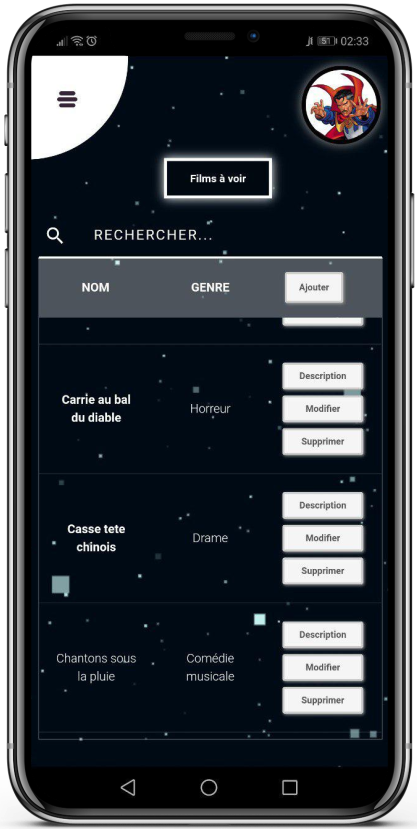 51 02:33
Films à voir
RECHERCHER...
NOM GENRE Ajouter
Carrie au bal
du diable
Horreur
Description
Modifier
Supprimer
Casse tete
chinois
Drame
Description
Modifier
Supprimer
Chantons sous
la pluie
Comédie
musicale
Description
Modifier
Supprimer